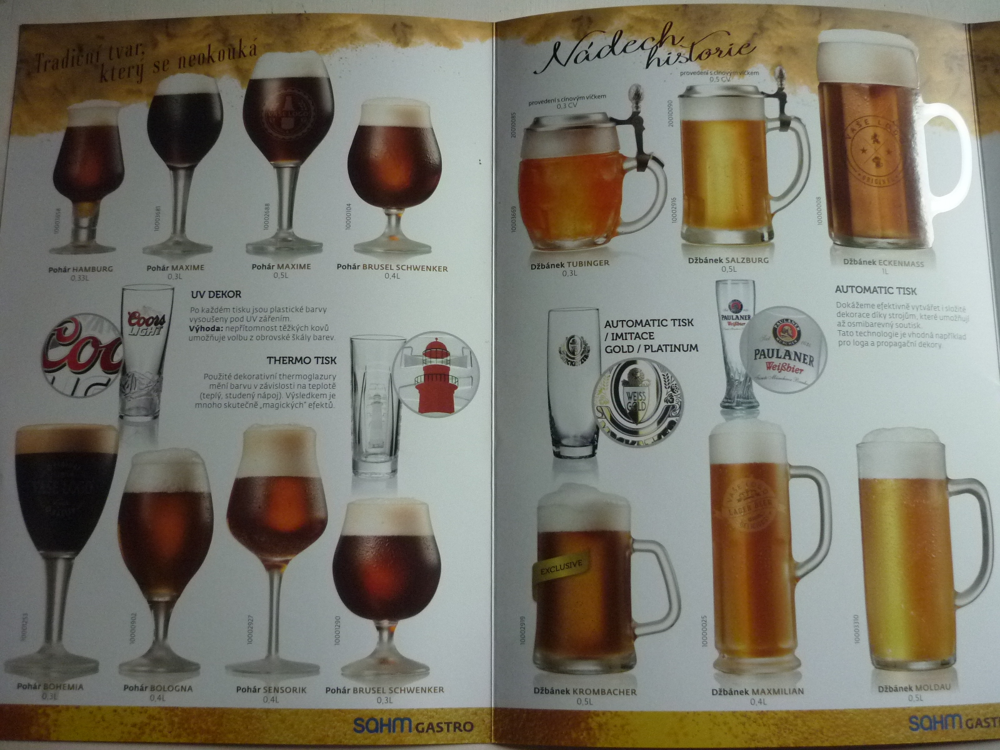 Tradiční tvar,
který se neokouká
10003681
10002688
10000104
Pohár HAMBURG
0,33L
Pohár MAXIME
0,3L
VAŠE LOGO
Pohár MAXIME
0,5L
Pohár BRUSEL SCHWENKER
0,4L
Coors
LIGHT
UV DEKOR
Po každém tisku jsou plastické barvy
vysoušeny pod UV zářením.
Výhoda: nepřítomnost těžkých kovů
umožňuje volbu z obrovské škály barev.
THERMO TISK
Použité dekorativní thermoglazury
mění barvu v závislosti na teplotě
(teplý, studený nápoj). Výsledkem je
mnoho skutečně „magických" efektů.
VAŠE LOGO
10001253
10000902
10002927
10001290
Pohár BOHEMIA
0,3L
Pohár BOLOGNA
0,4L
Pohár SENSORIK
0,4L
Pohár BRUSEL SCHWENKER
0,3L
SAHM GASTRO
Nádech
historie
provedení s cínovým víčkem
0,3 CV
provedení s cínovým víčkem
0,5 CV
20010085
10003669
20010090
10002916
10000008
VAŠE LOGO
Džbánek TUBINGER
0,3L
Džbánek SALZBURG
0,5L
Džbánek ECKENMASS
1L
AUTOMATIC TISK
/ IMITACE
GOLD / PLATINUM
WEISS
GOLD
PAULANER
Weißbier
PAULANER
Weißbier
AUTOMATIC TISK
Dokážeme efektivně vytvářet i složité
dekorace díky strojům, které umožňují
až osmibarevný soutisk.
Tato technologie je vhodná například
pro loga a propagační dekory.
EXCLUSIVE
VAŠE LOGO
LAGER BEER
10002919
10000025
10003310
Džbánek KROMBACHER
0,5L
Džbánek MAXMILIAN
0,4L
Džbánek MOLDAU
0,5L
SAHM